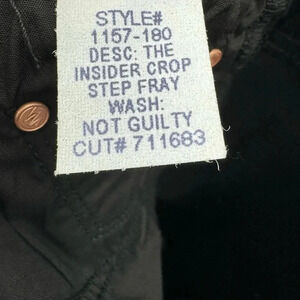 STYLE#
1157-180
DESC: THE
INSIDER CROP
STEP FRAY
WASH:
NOT GUILTY
CUT# 711683